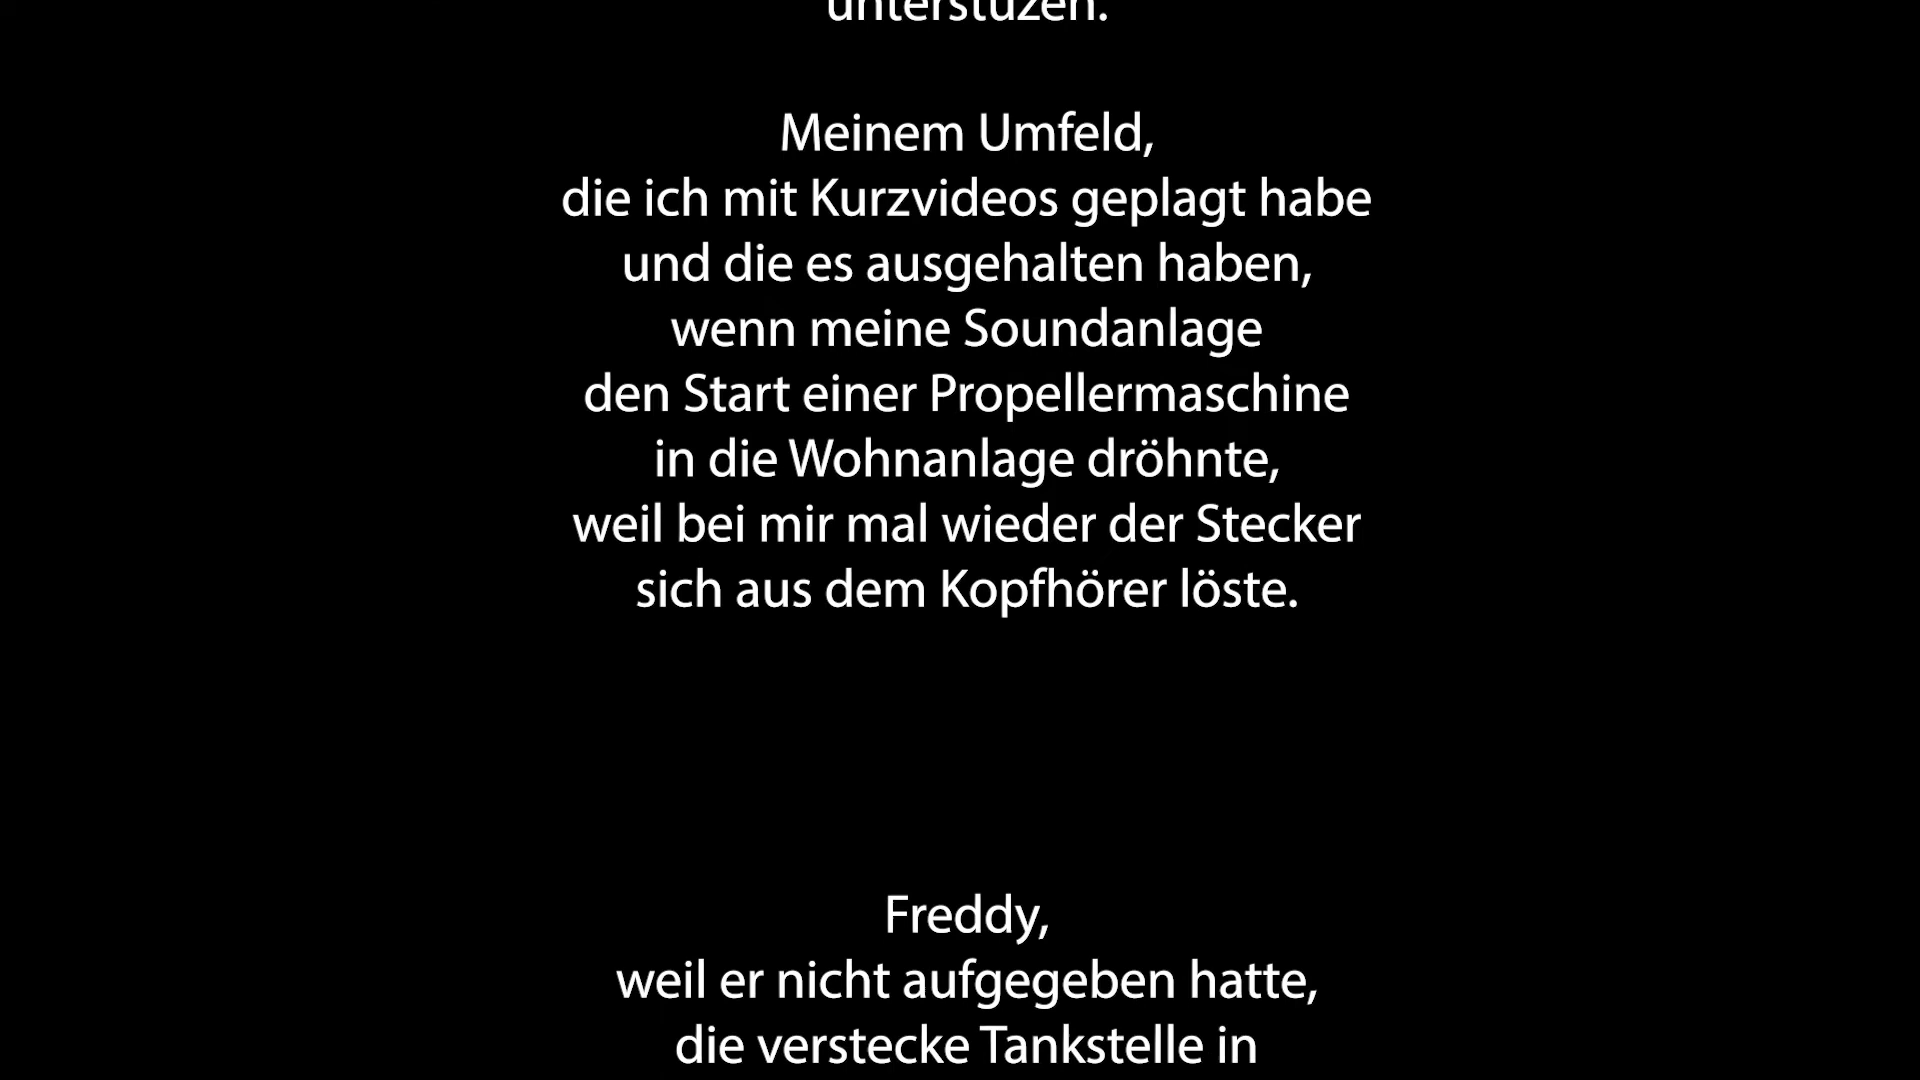 unterstüzen.
Meinem Umfeld,
die ich mit Kurzvideos geplagt habe
und die es ausgehalten haben,
wenn meine Soundanlage
den Start einer Propellermaschine
in die Wohnanlage dröhnte,
weil bei mir mal wieder der Stecker
sich aus dem Kopfhörer löste.
Freddy,
weil er nicht aufgegeben hatte,
die verstecke Tankstelle in